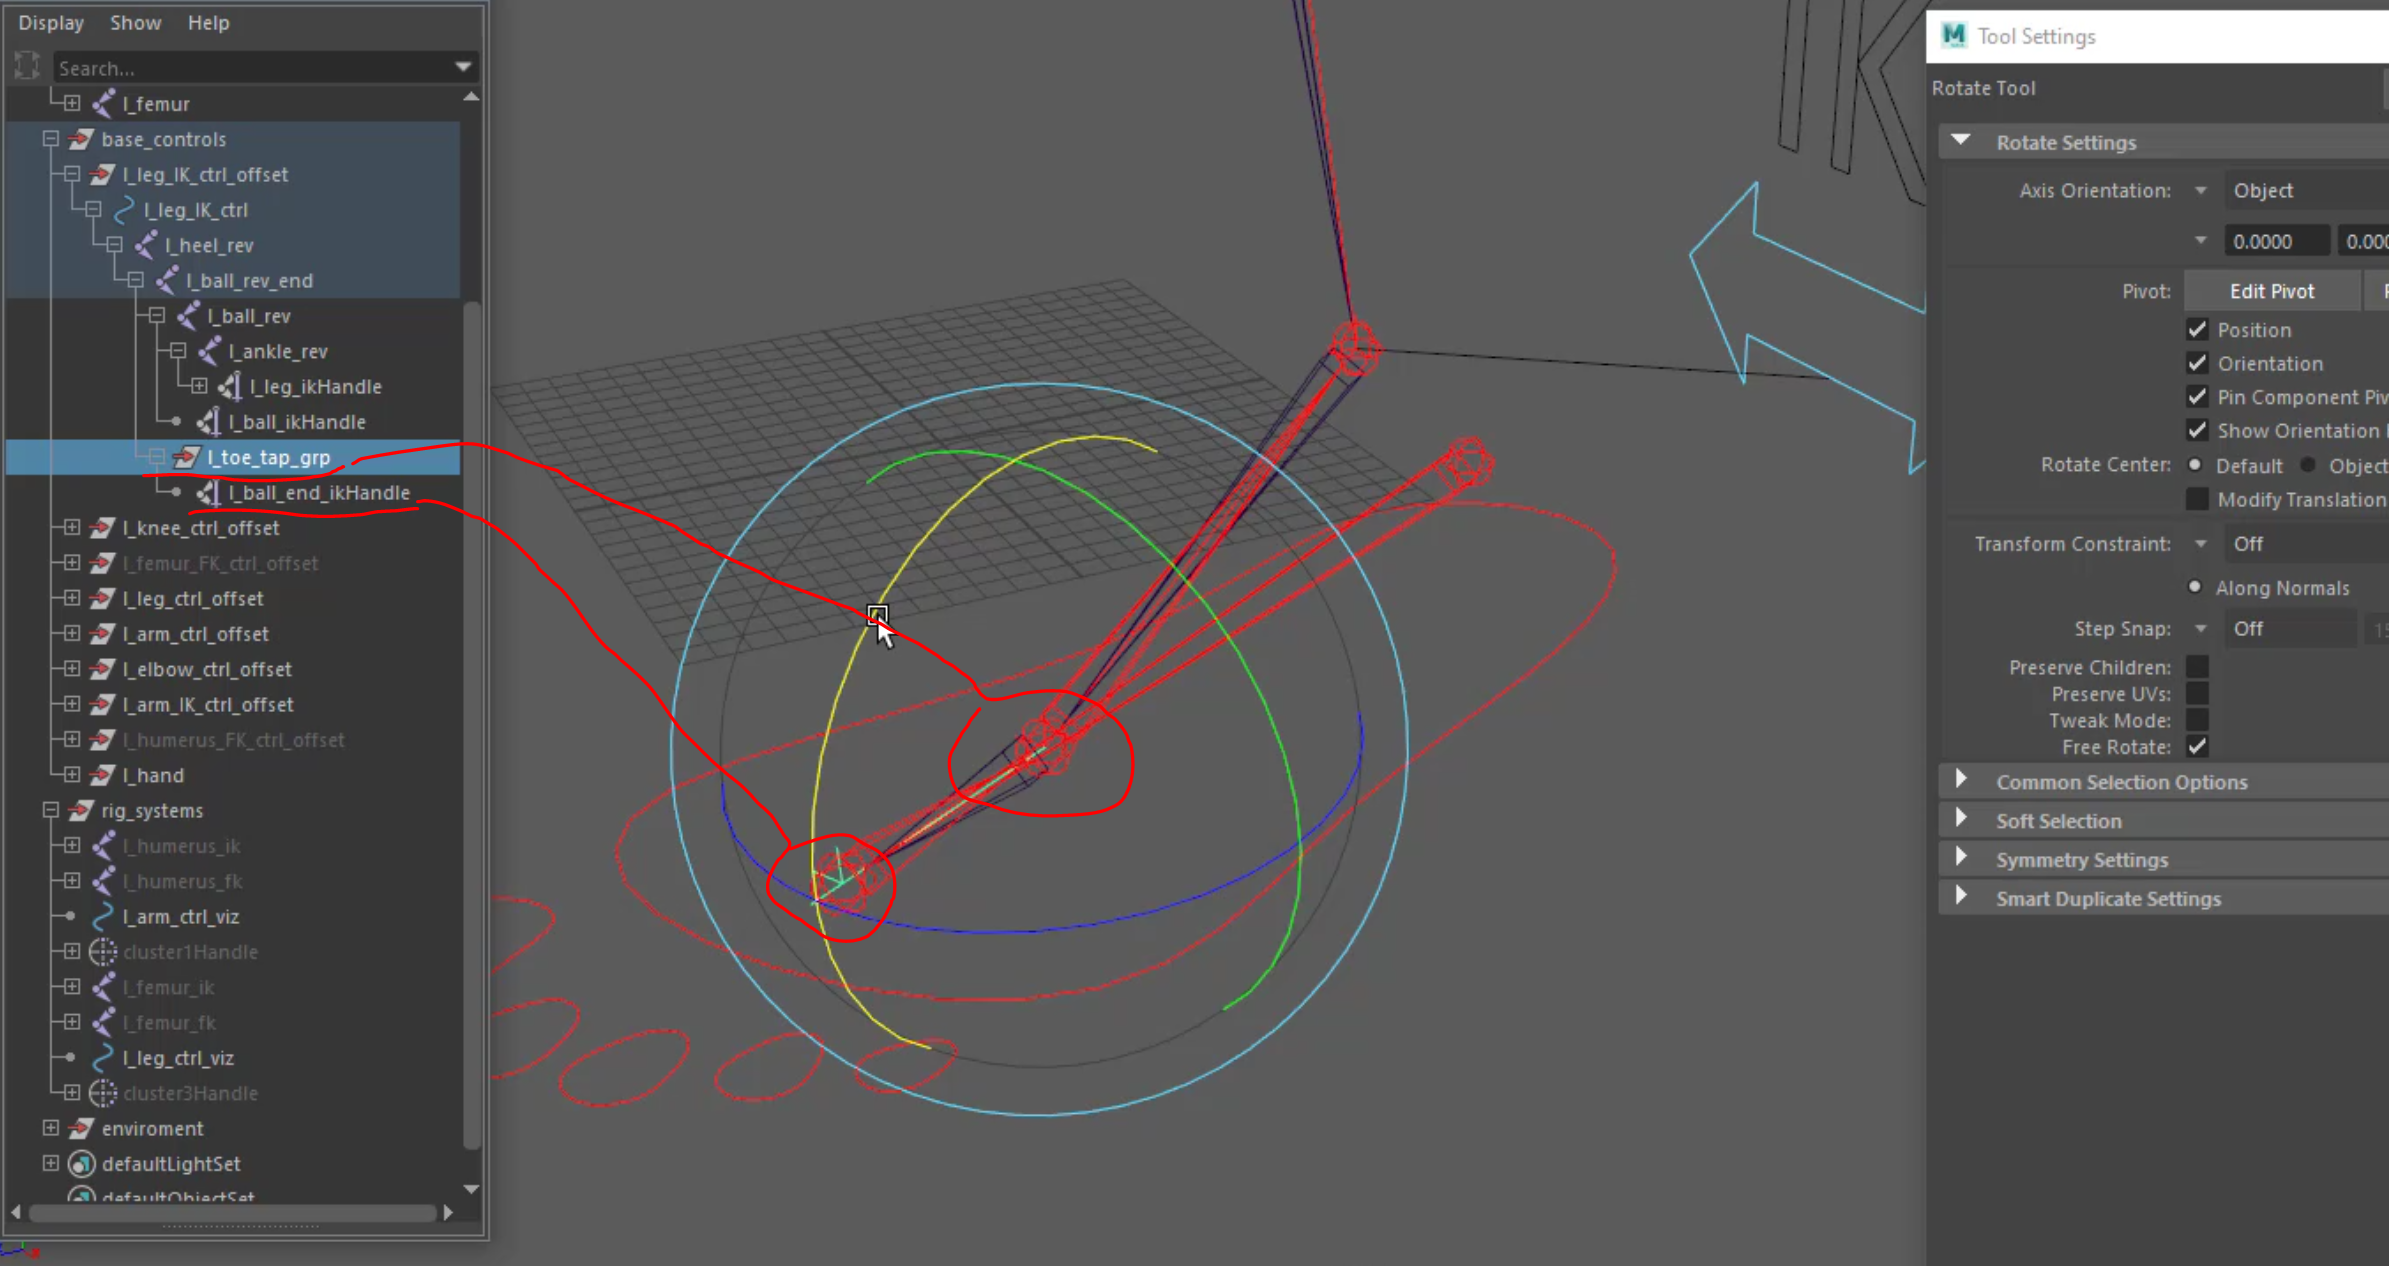 Display Show Help
Search...
l_femur
base_controls
l_leg_IK_ctrl_offset
l_leg_IK_ctrl
l_heel_rev
l_ball_rev_end
l_ball_rev
l_ankle_rev
l_leg_ikHandle
l_ball_ikHandle
l_toe_tap_grp
l_ball_end_ikHandle
l_knee_ctrl_offset
l_femur_FK_ctrl_offset
l_leg_ctrl_offset
l_arm_ctrl_offset
l_elbow_ctrl_offset
l_arm_IK_ctrl_offset
l_humerus_FK_ctrl_offset
l_hand
rig_systems
l_humerus_ik
l_humerus_fk
l_arm_ctrl_viz
cluster1Handle
l_femur_ik
l_femur_fk
l_leg_ctrl_viz
cluster3Handle
enviroment
defaultLightSet
defaultObjectSet
IK
M Tool Settings
Rotate Tool
Rotate Settings
Axis Orientation: Object
0.0000 0.000
Pivot: Edit Pivot
Position
Orientation
Pin Component Piv
Show Orientation
Rotate Center: Default Object
Modify Translation
Transform Constraint: Off
Along Normals
Step Snap: Off 15
Preserve Children:
Preserve UVs:
Tweak Mode:
Free Rotate:
Common Selection Options
Soft Selection
Symmetry Settings
Smart Duplicate Settings